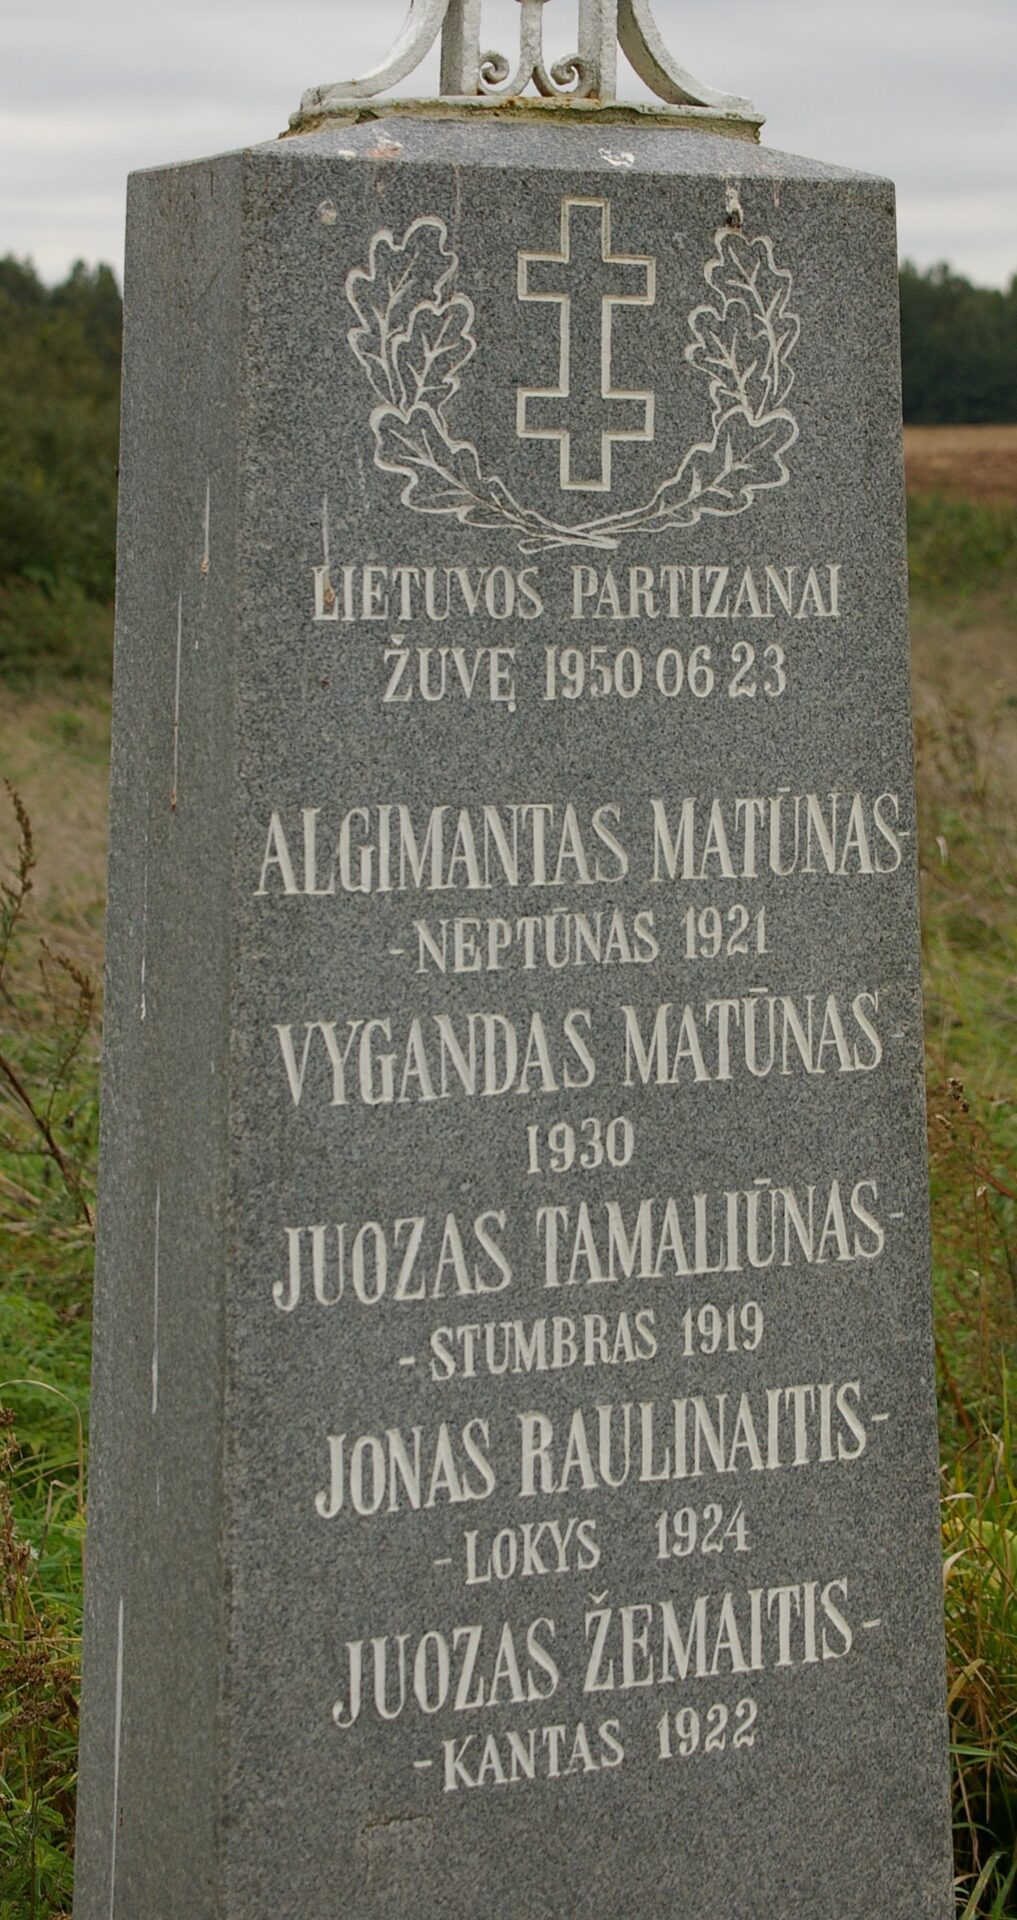 LIETUVOS PARTIZANAI
ŽUVĘ 1950 06 23
ALGIMANTAS MATŪNAS-
-NEPTŪNAS 1921
VYGANDAS MATŪNAS-
1930
JUOZAS TAMALIŪNAS-
-STUMBRAS 1919
JONAS RAULINAITIS-
-LOKYS 1924
JUOZAS ŽEMAITIS-
-KANTAS 1922